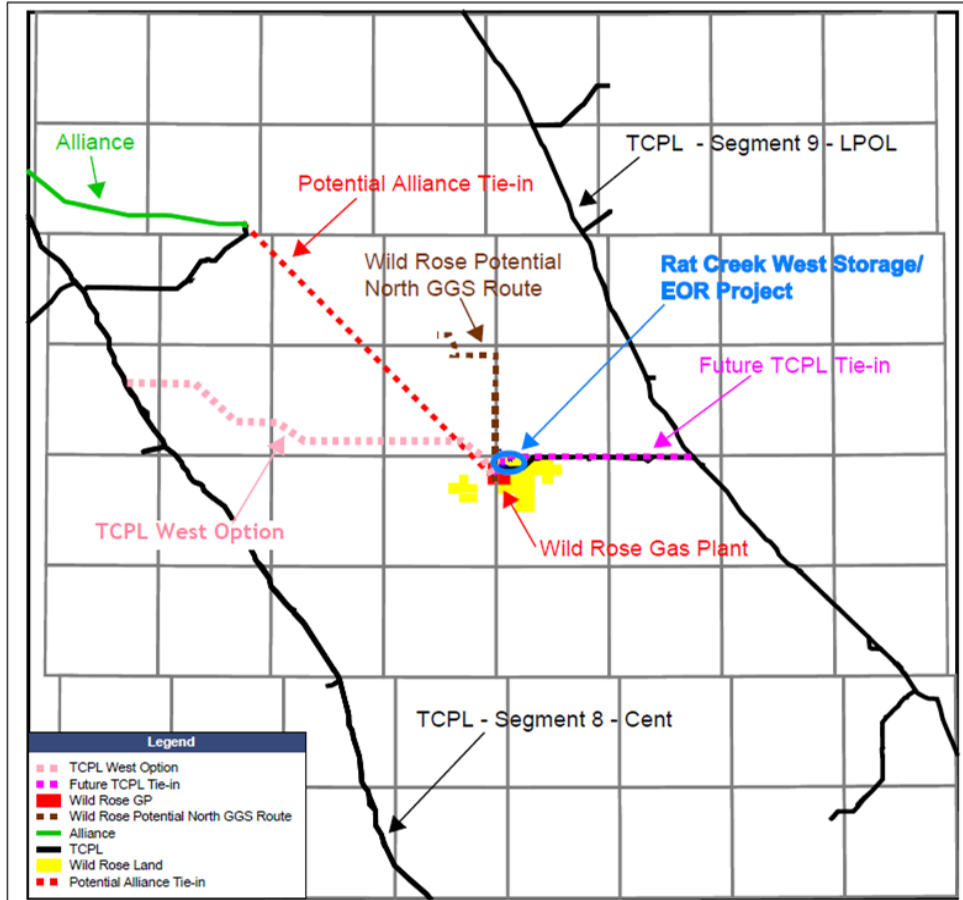 Alliance
TCPL - Segment 9 - LPOL
Potential Alliance Tie-in
Wild Rose Potential
North GGS Route
Rat Creek West Storage/
EOR Project
Future TCPL Tie-in
TCPL West Option
Wild Rose Gas Plant
TCPL - Segment 8 - Cent
Legend
TCPL West Option
Future TCPL Tie-in
Wild Rose GP
Wild Rose Potential North GGS Route
Alliance
TCPL
Wild Rose Land
Potential Alliance Tie-in